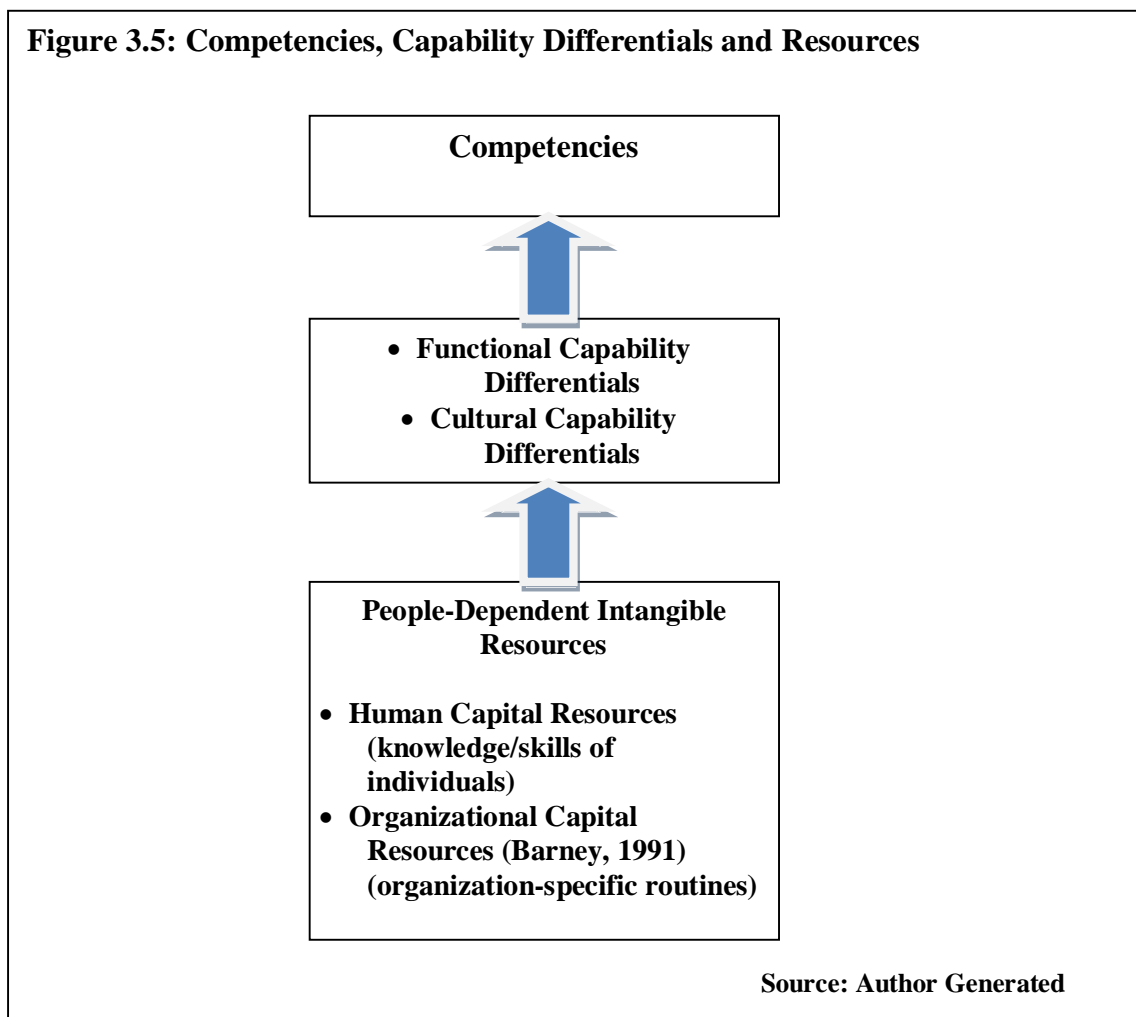 Figure 3.5: Competencies, Capability Differentials and Resources
Competencies
• Functional Capability
Differentials
• Cultural Capability
Differentials
People-Dependent Intangible
Resources
• Human Capital Resources
(knowledge/skills of
individuals)
• Organizational Capital
Resources (Barney, 1991)
(organization-specific routines)
Source: Author Generated